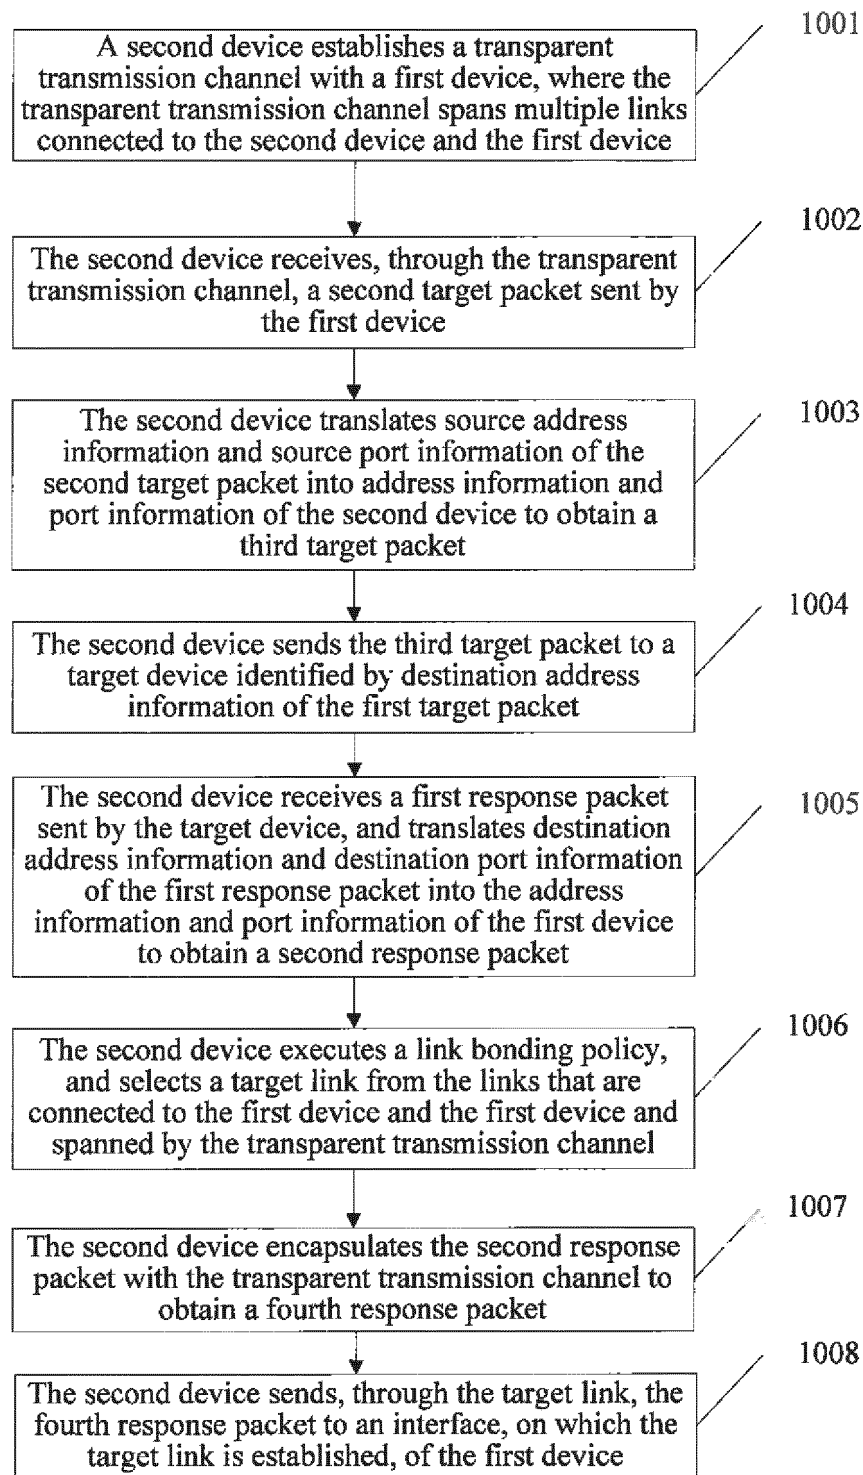 1001
A second device establishes a transparent
transmission channel with a first device, where the
transparent transmission channel spans multiple links
connected to the second device and the first device
1002
The second device receives, through the transparent
transmission channel, a second target packet sent by
the first device
1003
The second device translates source address
information and source port information of the
second target packet into address information and
port information of the second device to obtain a
third target packet
1004
The second device sends the third target packet to a
target device identified by destination address
information of the first target packet
1005
The second device receives a first response packet
sent by the target device, and translates destination
address information and destination port information
of the first response packet into the address
information and port information of the first device
to obtain a second response packet
1006
The second device executes a link bonding policy,
and selects a target link from the links that are
connected to the first device and the first device and
spanned by the transparent transmission channel
1007
The second device encapsulates the second response
packet with the transparent transmission channel to
obtain a fourth response packet
1008
The second device sends, through the target link, the
fourth response packet to an interface, on which the
target link is established, of the first device